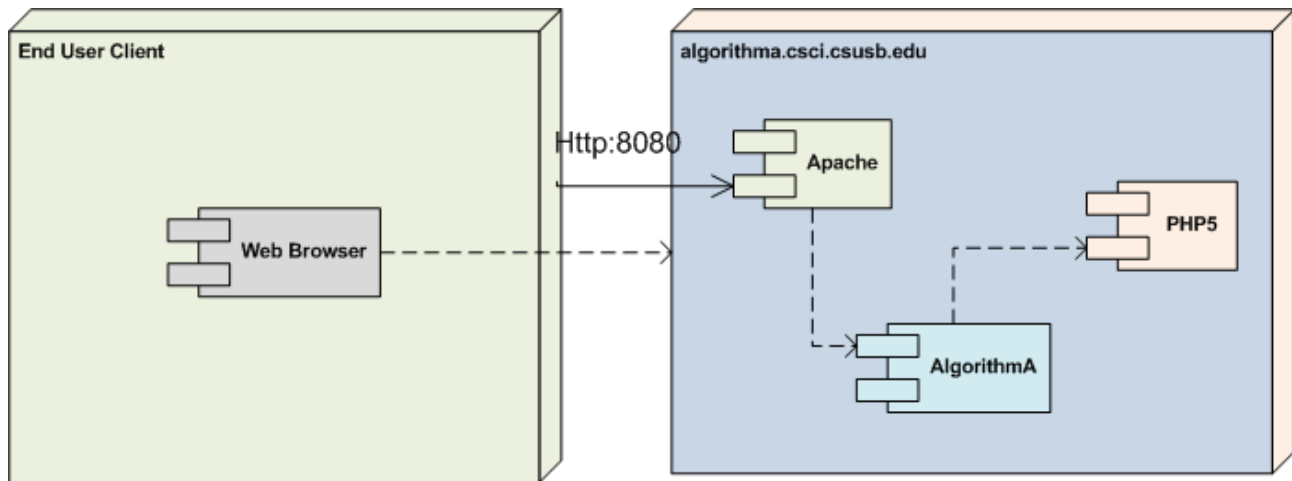 End User Client
algorithma.csci.csusb.edu
Http:8080
Apache
PHP5
Web Browser
AlgorithmA